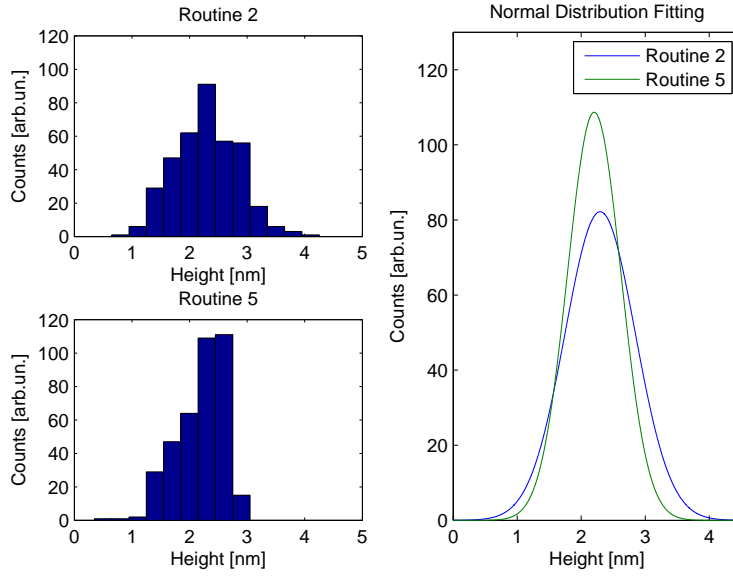 Routine 2
120
100
80
60
40
20
0
0 1 2 3 4 5
Counts [arb.un.]
Height [nm]
Routine 5
120
100
80
60
40
20
0
0 1 2 3 4 5
Counts [arb.un.]
Height [nm]
Normal Distribution Fitting
Routine 2
Routine 5
120
100
80
60
40
20
0
0 1 2 3 4
Counts [arb.un.]
Height [nm]